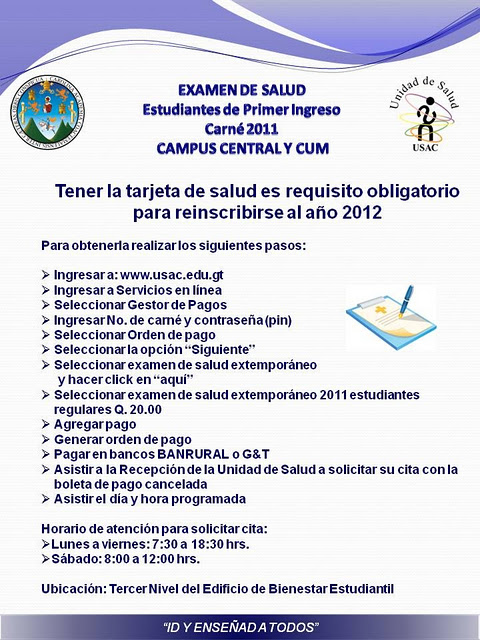 EXAMEN DE SALUD
Estudiantes de Primer Ingreso
Carné 2011
CAMPUS CENTRAL Y CUM
Unidad de Salud
USAC
Tener la tarjeta de salud es requisito obligatorio
para reinscribirse al año 2012
Para obtenerla realizar los siguientes pasos:
➢ Ingresar a: www.usac.edu.gt
➢ Ingresar a Servicios en línea
➢ Seleccionar Gestor de Pagos
➢ Ingresar No. de carné y contraseña (pin)
➢ Seleccionar Orden de pago
➢ Seleccionar la opción “Siguiente”
➢ Seleccionar examen de salud extemporáneo
y hacer click en “aquí”
➢ Seleccionar examen de salud extemporáneo 2011 estudiantes
regulares Q. 20.00
➢ Agregar pago
➢ Generar orden de pago
➢ Pagar en bancos BANRURAL o G&T
➢ Asistir a la Recepción de la Unidad de Salud a solicitar su cita con la
boleta de pago cancelada
➢ Asistir el día y hora programada
Horario de atención para solicitar cita:
➢Lunes a viernes: 7:30 a 18:30 hrs.
➢Sábado: 8:00 a 12:00 hrs.
Ubicación: Tercer Nivel del Edificio de Bienestar Estudiantil
“ID Y ENSEÑAD A TODOS”